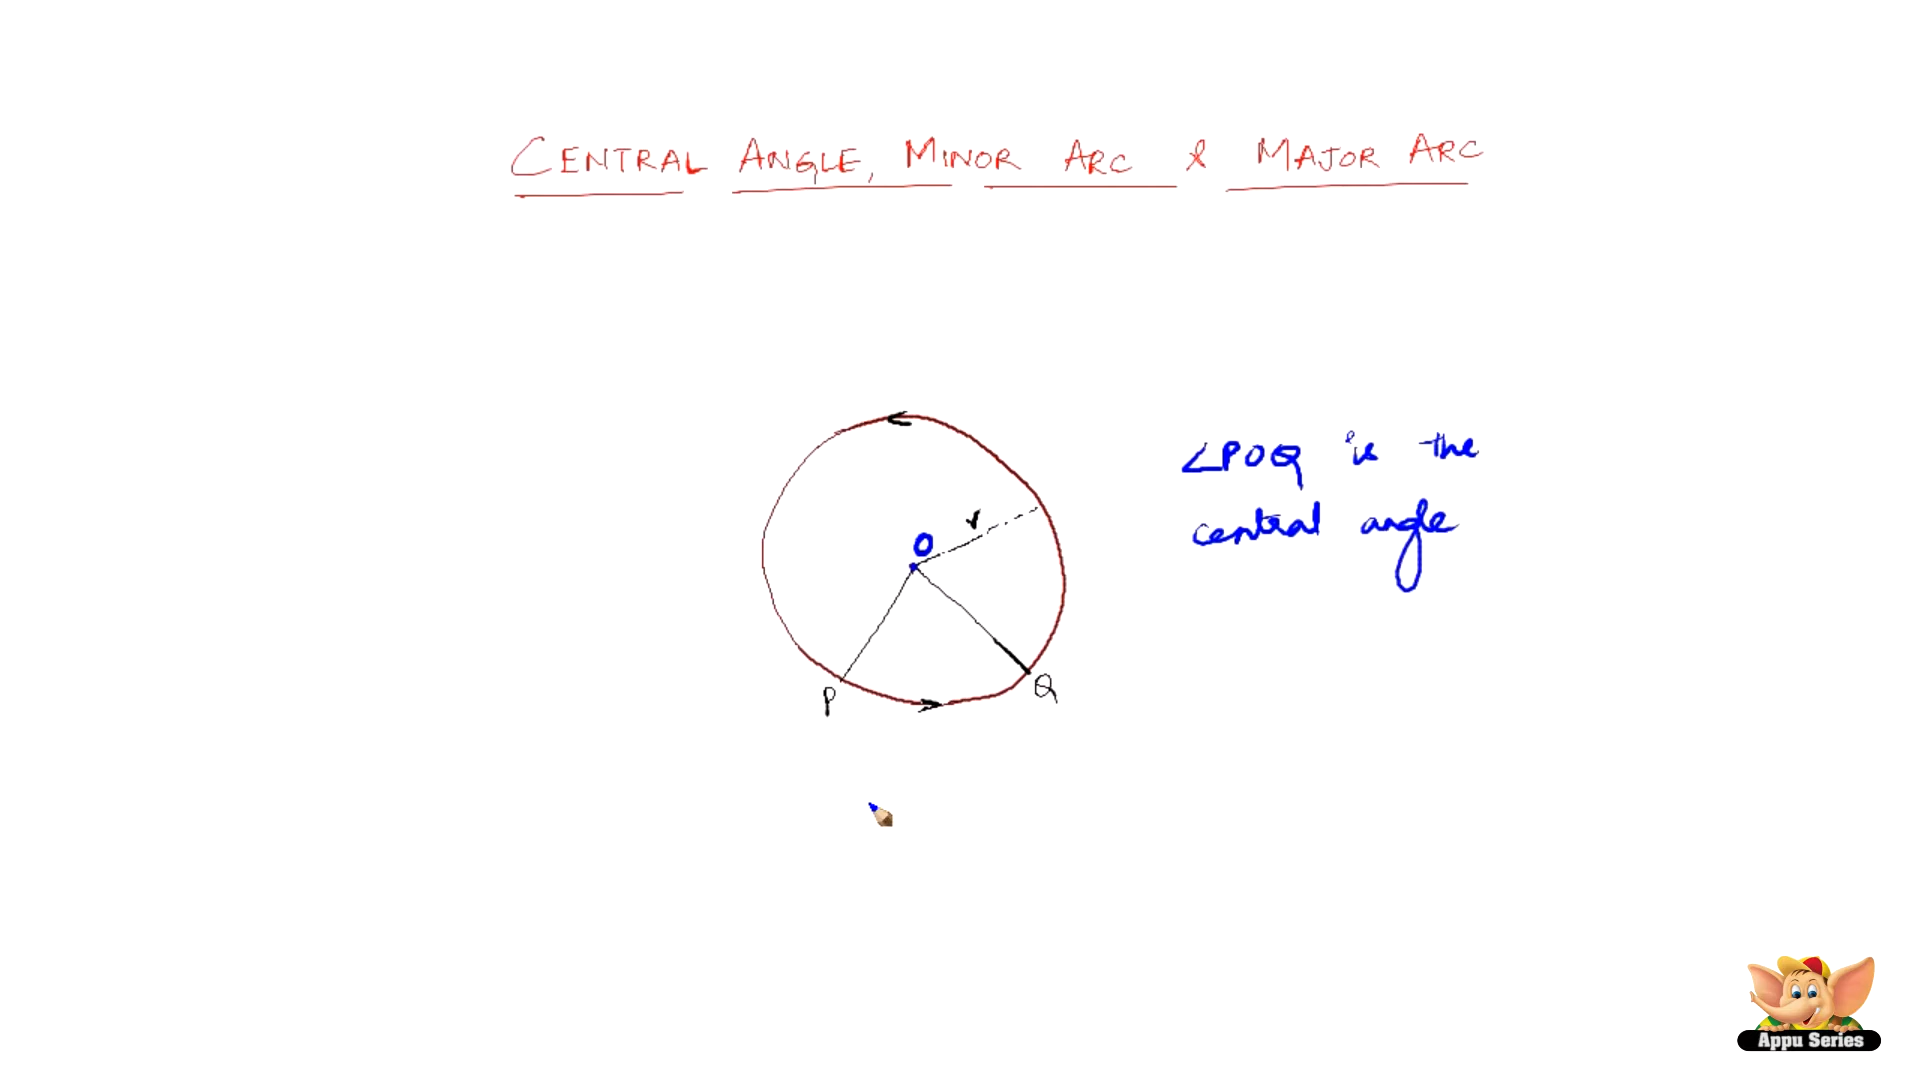 CENTRAL ANGLE, MINOR ARC & MAJOR ARC
∠POQ is the
central angle
r
O
P
Q
Appu Series